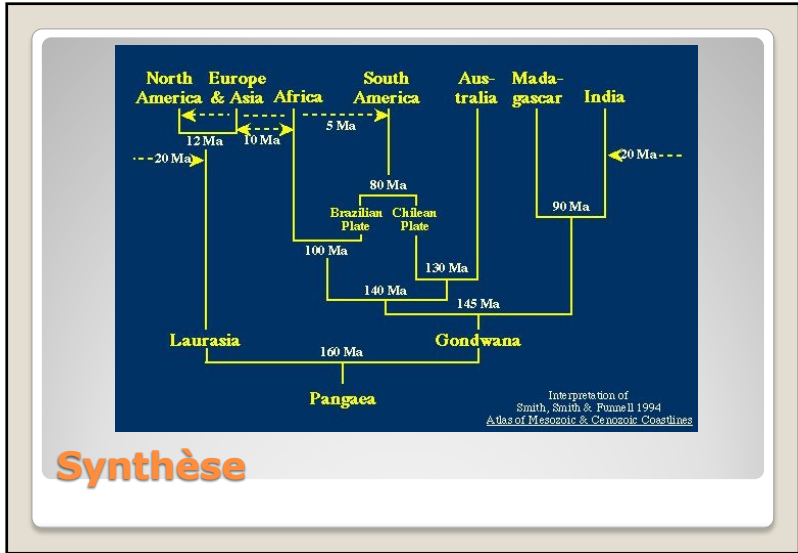 North Europe South Aus- Mada-
America & Asia Africa America tralia gascar India
5 Ma
12 Ma 10 Ma
20 Ma 20 Ma
80 Ma
90 Ma
Brazilian Chilean
Plate Plate
100 Ma
130 Ma
140 Ma
145 Ma
Laurasia Gondwana
160 Ma
Pangaea
Interpretation of
Smith, Smith & Funnell 1994
Atlas of Mesozoic & Cenozoic Coastlines
Synthèse